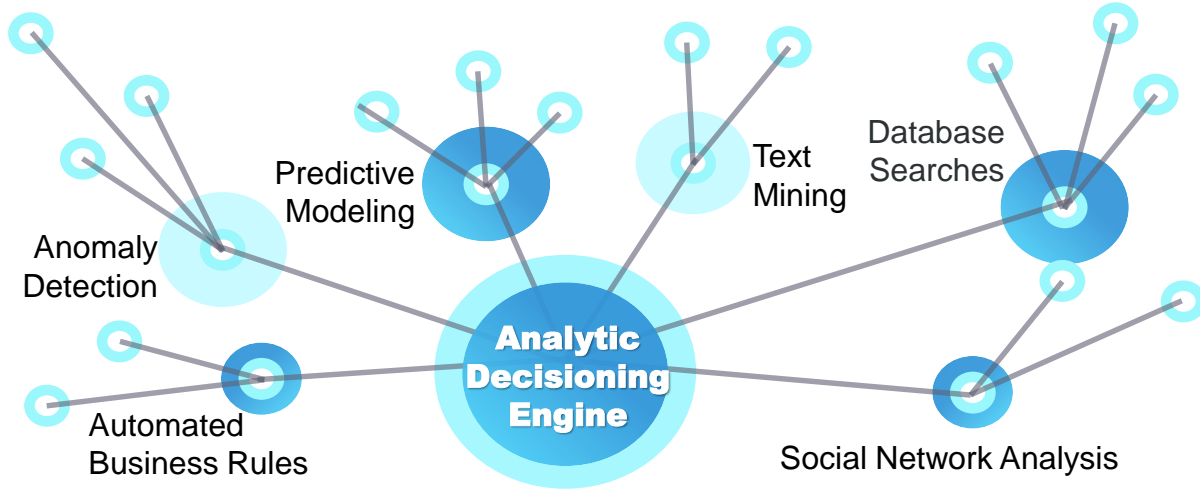 Database
Searches
Predictive
Modeling
Text
Mining
Anomaly
Detection
Analytic
Decisioning
Engine
Automated
Business Rules
Social Network Analysis